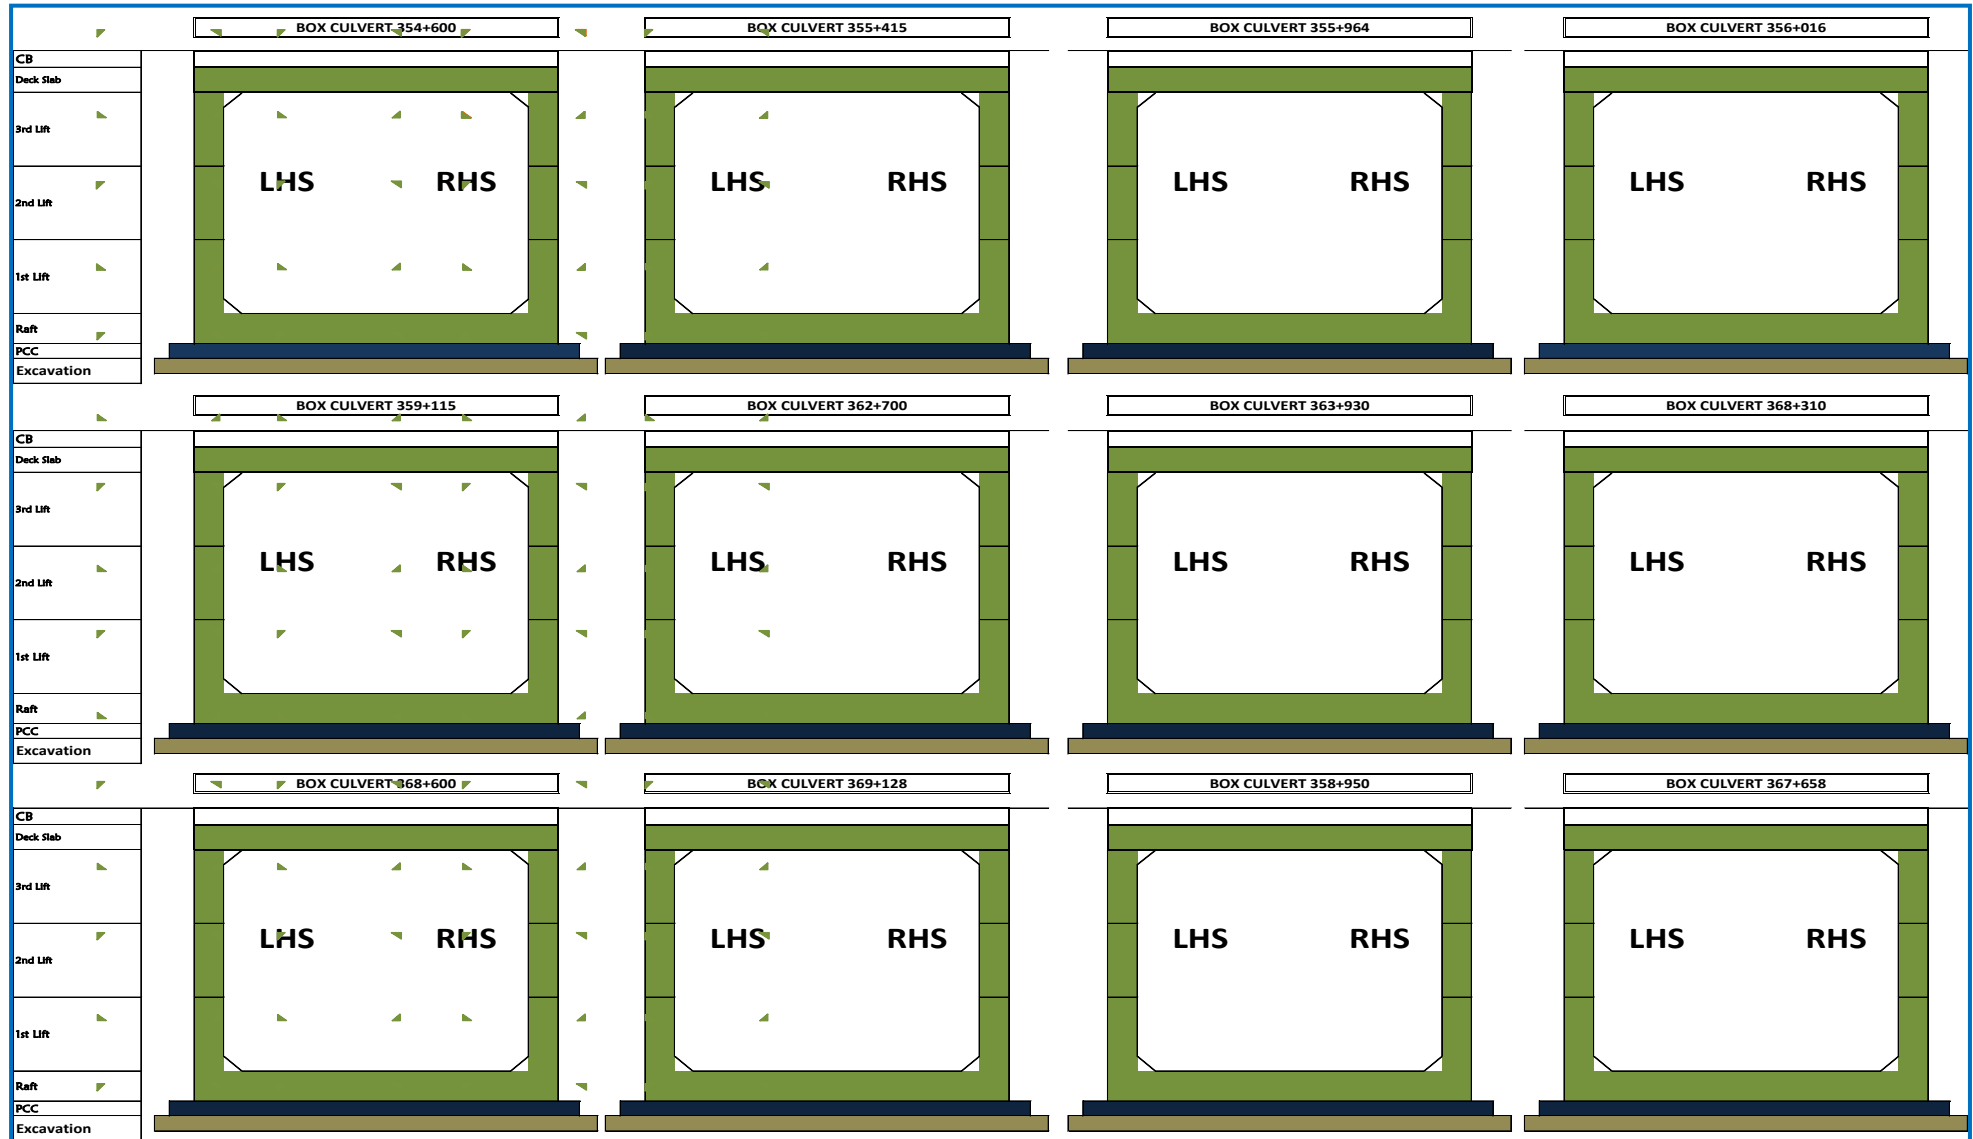 BOX CULVERT 354+600 BOX CULVERT 355+415 BOX CULVERT 355+964 BOX CULVERT 356+016
CB
Deck Slab
3rd Lift
LHS RHS LHS RHS LHS RHS LHS RHS
2nd Lift
1st Lift
Raft
PCC
Excavation
BOX CULVERT 359+115 BOX CULVERT 362+700 BOX CULVERT 363+930 BOX CULVERT 368+310
CB
Deck Slab
3rd Lift
LHS RHS LHS RHS LHS RHS LHS RHS
2nd Lift
1st Lift
Raft
PCC
Excavation
BOX CULVERT 368+600 BOX CULVERT 369+128 BOX CULVERT 358+950 BOX CULVERT 367+658
CB
Deck Slab
3rd Lift
LHS RHS LHS RHS LHS RHS LHS RHS
2nd Lift
1st Lift
Raft
PCC
Excavation